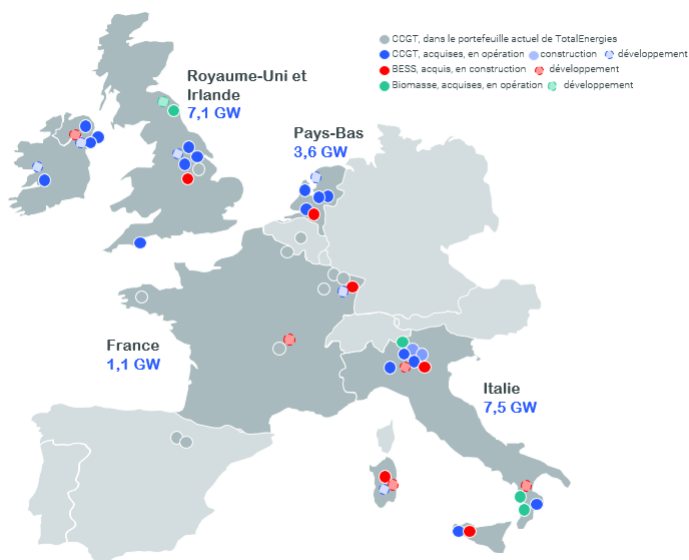 CCGT, dans le portefeuille actuel de TotalEnergies
CCGT, acquises, en opération construction développement
BESS, acquis, en construction développement
Biomasse, acquises, en opération développement
Royaume-Uni et
Irlande
7,1 GW
Pays-Bas
3,6 GW
France
1,1 GW
Italie
7,5 GW